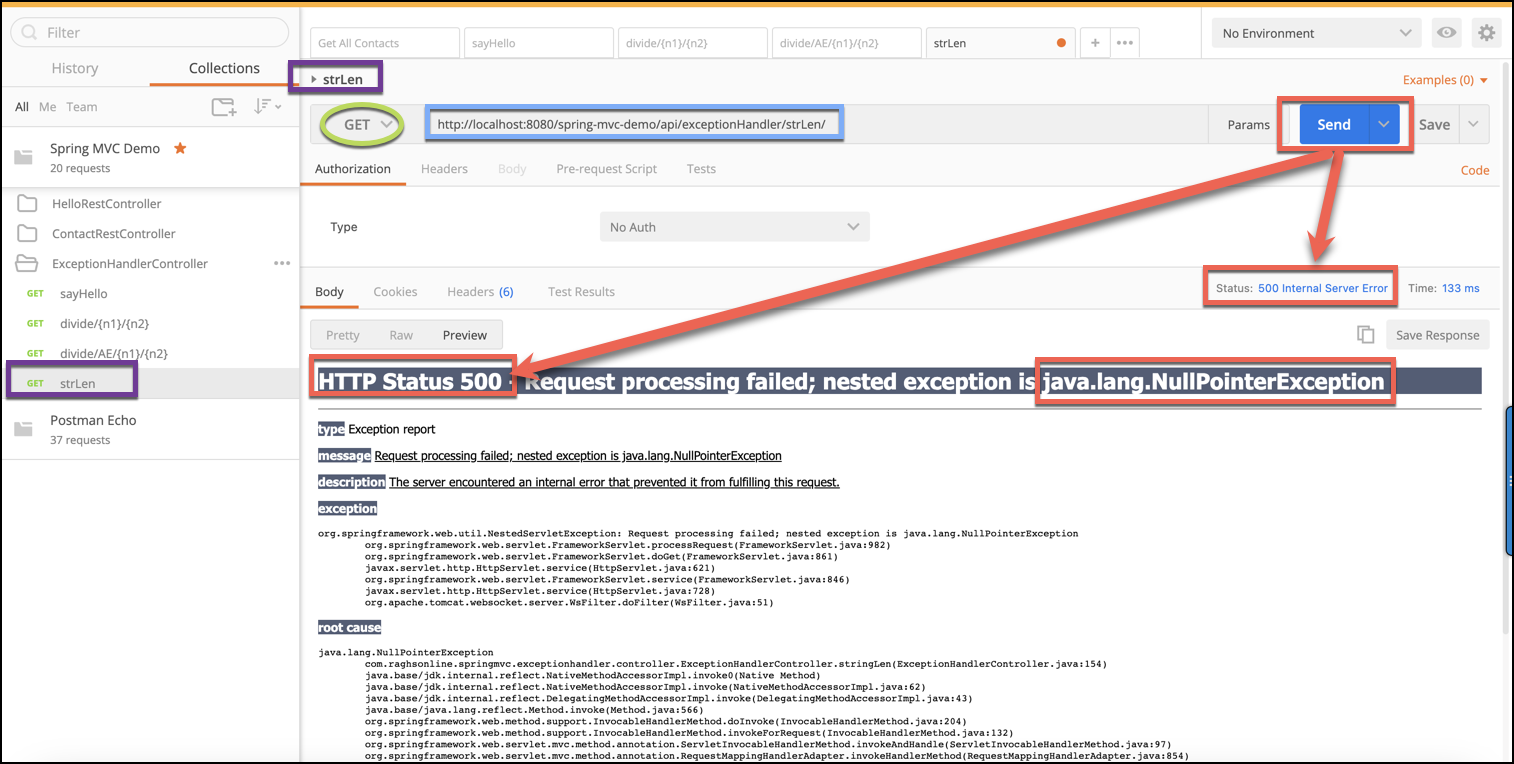 Filter
History Collections
All Me Team
Spring MVC Demo
20 requests
HelloRestController
ContactRestController
ExceptionHandlerController
GET sayHello
GET divide/{n1}/{n2}
GET divide/AE/{n1}/{n2}
GET strLen
Postman Echo
37 requests
Get All Contacts sayHello divide/{n1}/{n2} divide/AE/{n1}/{n2} strLen + •••
No Environment
strLen
Examples (0)
GET http://localhost:8080/spring-mvc-demo/api/exceptionHandler/strLen/ Params Send Save
Authorization Headers Body Pre-request Script Tests Code
Type No Auth
Body Cookies Headers (6) Test Results Status: 500 Internal Server Error Time: 133 ms
Pretty Raw Preview Save Response
HTTP Status 500 - Request processing failed; nested exception is java.lang.NullPointerException
type Exception report
message Request processing failed; nested exception is java.lang.NullPointerException
description The server encountered an internal error that prevented it from fulfilling this request.
exception
org.springframework.web.util.NestedServletException: Request processing failed; nested exception is java.lang.NullPointerException
org.springframework.web.servlet.FrameworkServlet.processRequest(FrameworkServlet.java:982)
org.springframework.web.servlet.FrameworkServlet.doGet(FrameworkServlet.java:861)
javax.servlet.http.HttpServlet.service(HttpServlet.java:621)
org.springframework.web.servlet.FrameworkServlet.service(FrameworkServlet.java:846)
javax.servlet.http.HttpServlet.service(HttpServlet.java:728)
org.apache.tomcat.websocket.server.WsFilter.doFilter(WsFilter.java:51)
root cause
java.lang.NullPointerException
com.raghsonline.springmvc.exceptionhandler.controller.ExceptionHandlerController.stringLen(ExceptionHandlerController.java:154)
java.base/jdk.internal.reflect.NativeMethodAccessorImpl.invoke0(Native Method)
java.base/jdk.internal.reflect.NativeMethodAccessorImpl.invoke(NativeMethodAccessorImpl.java:62)
java.base/jdk.internal.reflect.DelegatingMethodAccessorImpl.invoke(DelegatingMethodAccessorImpl.java:43)
java.base/java.lang.reflect.Method.invoke(Method.java:566)
org.springframework.web.method.support.InvocableHandlerMethod.doInvoke(InvocableHandlerMethod.java:204)
org.springframework.web.method.support.InvocableHandlerMethod.invokeForRequest(InvocableHandlerMethod.java:132)
org.springframework.web.servlet.mvc.method.annotation.ServletInvocableHandlerMethod.invokeAndHandle(ServletInvocableHandlerMethod.java:97)
org.springframework.web.servlet.mvc.method.annotation.RequestMappingHandlerAdapter.invokeHandlerMethod(RequestMappingHandlerAdapter.java:854)